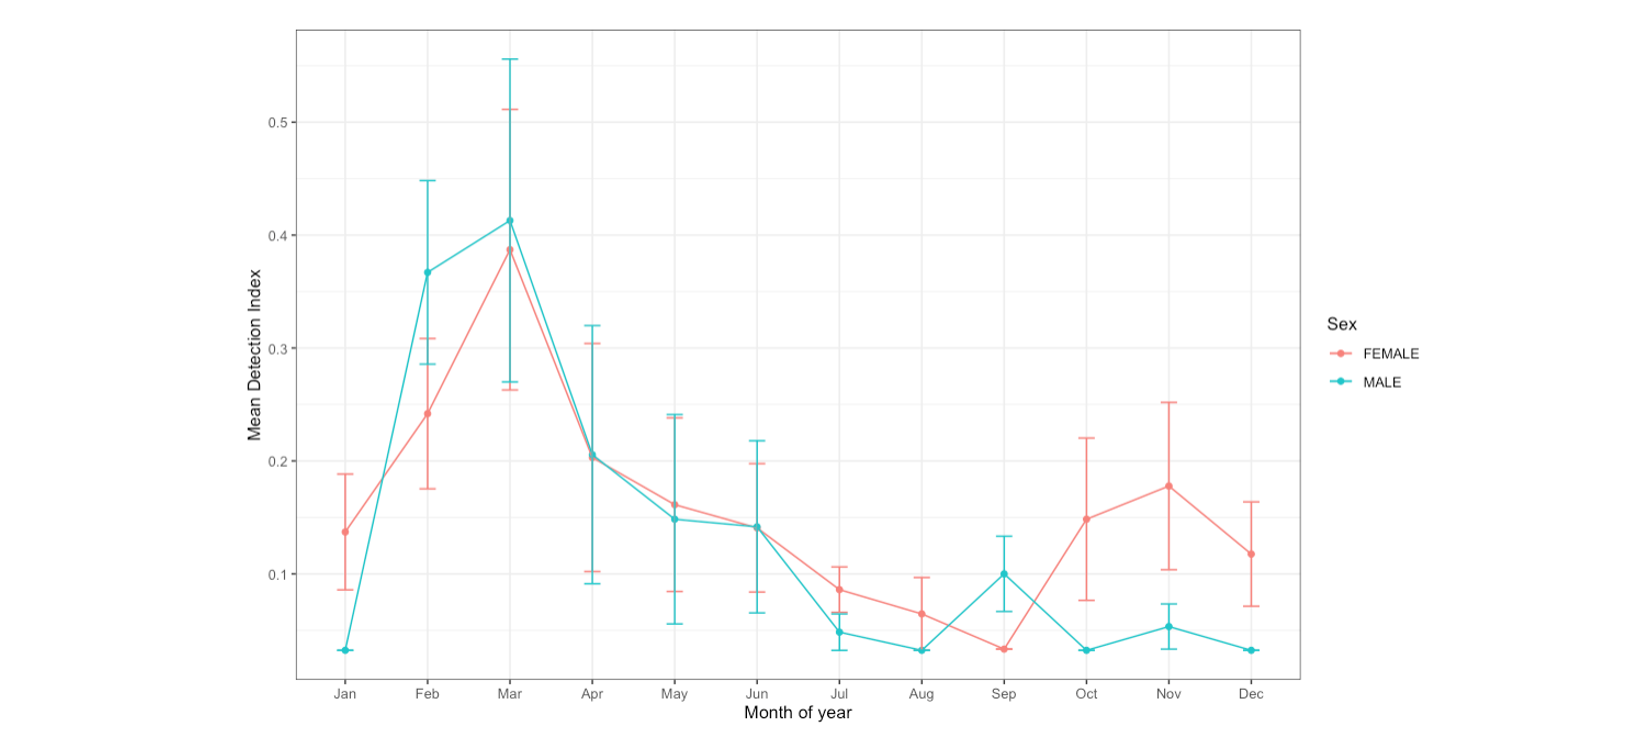 Mean Detection Index
0.5
0.4
0.3
0.2
0.1
Jan Feb Mar Apr May Jun Jul Aug Sep Oct Nov Dec
Month of year
Sex
FEMALE
MALE